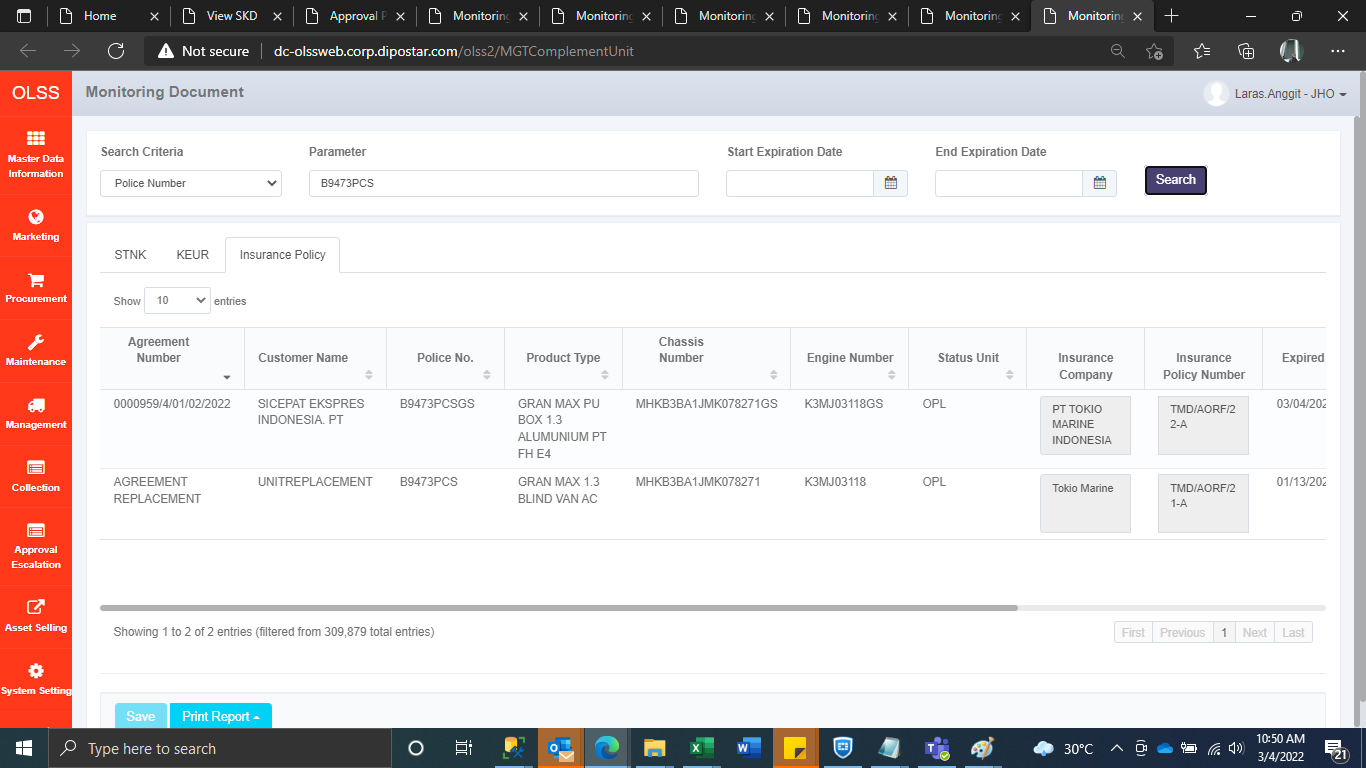 Home
View SKD
Approval P
Monitoring
Monitoring
Monitoring
Monitoring
Monitoring
Monitoring
Not secure
dc-olssweb.corp.dipostar.com/olss2/MGTComplementUnit
OLSS
Monitoring Document
Laras.Anggit - JHO
Master Data
Information
Marketing
Procurement
Maintenance
Management
Collection
Approval
Escalation
Asset Selling
System Setting
Search Criteria
Parameter
Start Expiration Date
End Expiration Date
Police Number
B9473PCS
Search
STNK
KEUR
Insurance Policy
Show 10 entries
Agreement
Number
Customer Name
Police No.
Product Type
Chassis
Number
Engine Number
Status Unit
Insurance
Company
Insurance
Policy Number
Expired
0000959/4/01/02/2022
SICEPAT EKSPRES
INDONESIA. PT
B9473PCSGS
GRAN MAX PU
BOX 1.3
ALUMUNIUM PT
FH E4
MHKB3BA1JMK078271GS
K3MJ03118GS
OPL
PT TOKIO
MARINE
INDONESIA
TMD/AORF/2
2-A
03/04/202
AGREEMENT
REPLACEMENT
UNITREPLACEMENT
B9473PCS
GRAN MAX 1.3
BLIND VAN AC
MHKB3BA1JMK078271
K3MJ03118
OPL
Tokio Marine
TMD/AORF/2
1-A
01/13/202
Showing 1 to 2 of 2 entries (filtered from 309,879 total entries)
First
Previous
1
Next
Last
Save
Print Report
Type here to search
30°C
10:50 AM
3/4/2022
21